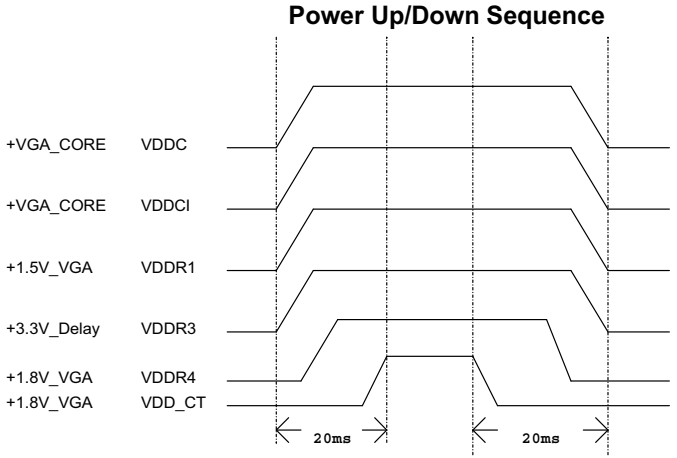 Power Up/Down Sequence
+VGA_CORE VDDC
+VGA_CORE VDDCI
+1.5V_VGA VDDR1
+3.3V_Delay VDDR3
+1.8V_VGA VDDR4
+1.8V_VGA VDD_CT
20ms 20ms